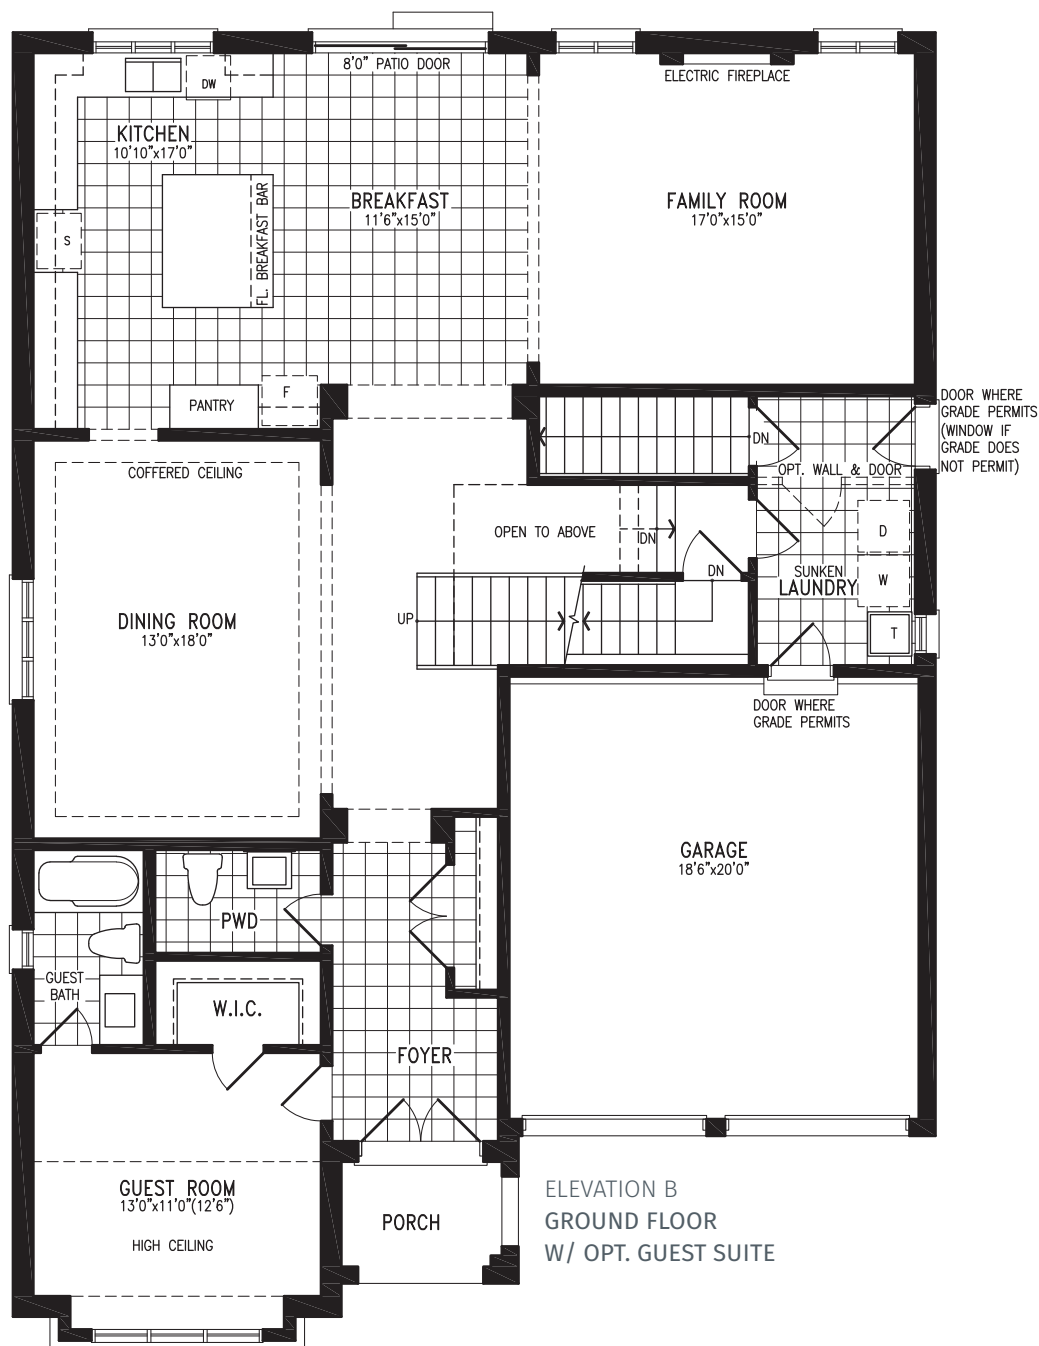 8'0" PATIO DOOR
ELECTRIC FIREPLACE
DW
KITCHEN
10'10"x17'0"
BREAKFAST
11'6"x15'0"
FAMILY ROOM
17'0"x15'0"
S
FL. BREAKFAST BAR
PANTRY
F
DOOR WHERE
GRADE PERMITS
(WINDOW IF
GRADE DOES
NOT PERMIT)
DN
COFFERED CEILING
OPT. WALL & DOOR
OPEN TO ABOVE
DN
D
DN
SUNKEN
LAUNDRY
W
DINING ROOM
13'0"x18'0"
UP
T
DOOR WHERE
GRADE PERMITS
GARAGE
18'6"x20'0"
PWD
GUEST
BATH
W.I.C.
FOYER
GUEST ROOM
13'0"x11'0"(12'6")
HIGH CEILING
PORCH
ELEVATION B
GROUND FLOOR
W/ OPT. GUEST SUITE